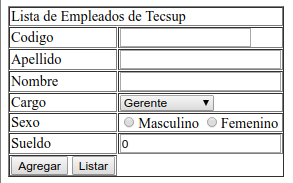 Lista de Empleados de Tecsup
Codigo
Apellido
Nombre
Cargo Gerente
Sexo Masculino Femenino
Sueldo 0
Agregar Listar